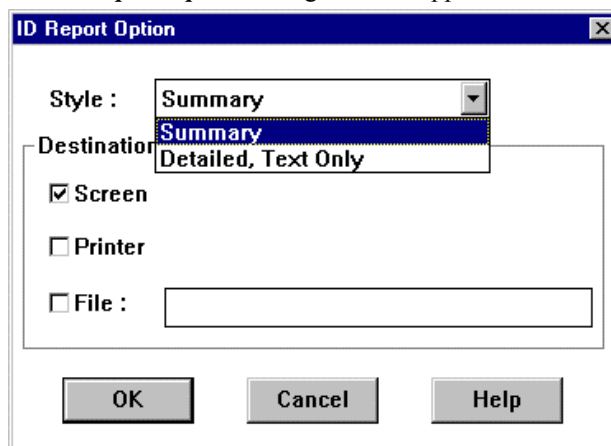 ID Report Option
Style : Summary
Summary
Detailed, Text Only
Destination
Screen
Printer
File :
OK Cancel Help